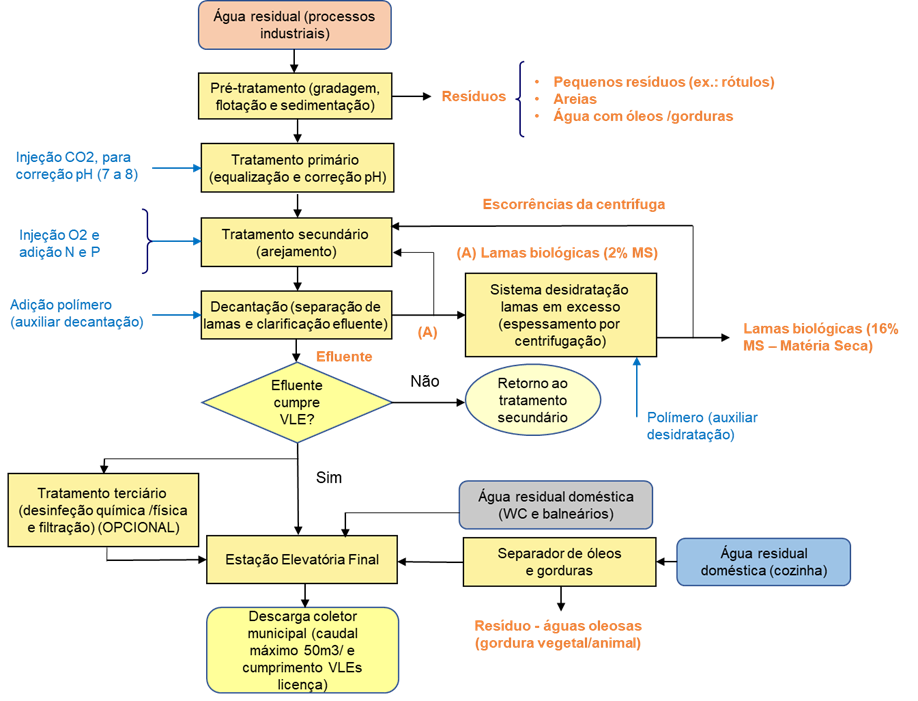 Água residual (processos
industriais)
Pré-tratamento (gradagem,
flotação e sedimentação)
Resíduos
• Pequenos resíduos (ex.: rótulos)
• Areias
• Água com óleos /gorduras
Injeção CO2, para
correção pH (7 a 8)
Tratamento primário
(equalização e correção pH)
Escorrências da centrifuga
Injeção O2 e
adição N e P
Tratamento secundário
(arejamento)
(A) Lamas biológicas (2% MS)
Adição polímero
(auxiliar decantação)
Decantação (separação de
lamas e clarificação efluente)
(A)
Sistema desidratação
lamas em excesso
(espessamento por
centrifugação)
Lamas biológicas (16%
MS – Matéria Seca)
Efluente
Efluente
cumpre
VLE?
Não
Retorno ao
tratamento
secundário
Polímero (auxiliar
desidratação)
Sim
Tratamento terciário
(desinfeção química /física
e filtração) (OPCIONAL)
Água residual doméstica
(WC e balneários)
Estação Elevatória Final
Separador de óleos
e gorduras
Água residual
doméstica (cozinha)
Descarga coletor
municipal (caudal
máximo 50m3/ e
cumprimento VLEs
licença)
Resíduo - águas oleosas
(gordura vegetal/animal)